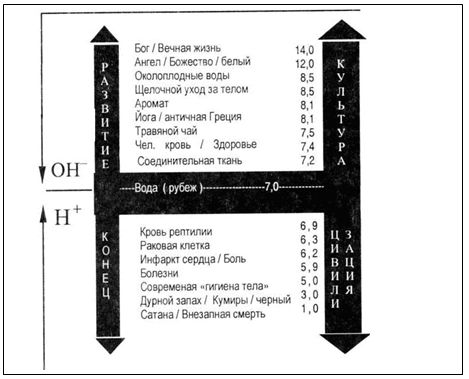 Бог / Вечная жизнь 14,0
Ангел / Божество / белый 12,0
Околоплодные воды 8,5
Щелочной уход за телом 8,5
Аромат 8,1
Йога / античная Греция 8,1
Травяной чай 7,5
Чел. кровь / Здоровье 7,4
Соединительная ткань 7,2
РАЗВИТИЕ
КУЛЬТУРА
OH⁻
Вода ( рубеж ) 7,0
H⁺
Кровь рептилии 6,9
Раковая клетка 6,3
Инфаркт сердца / Боль 6,2
Болезни 5,9
Современая «гигиена тела» 5,0
Дурной запах / Кумиры / черный 3,0
Сатана / Внезапная смерть 1,0
КОНЕЦ
ЦИВИЛИ
ЗАЦИЯ